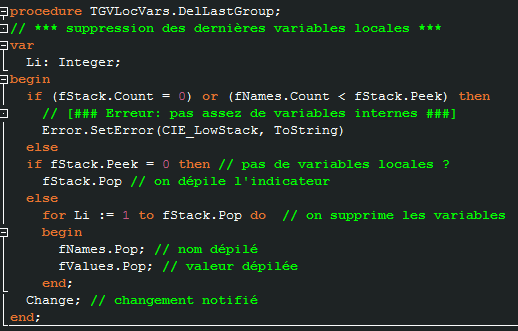 procedure TGVLocVars.DelLastGroup;
// *** suppression des dernières variables locales ***
var
  Li: Integer;
begin
  if (fStack.Count = 0) or (fNames.Count < fStack.Peek) then
    // [### Erreur: pas assez de variables internes ###]
    Error.SetError(CIE_LowStack, ToString)
  else
  if fStack.Peek = 0 then // pas de variables locales ?
    fStack.Pop // on dépile l'indicateur
  else
    for Li := 1 to fStack.Pop do  // on supprime les variables
    begin
      fNames.Pop; // nom dépilé
      fValues.Pop; // valeur dépilée
    end;
  Change; // changement notifié
end;